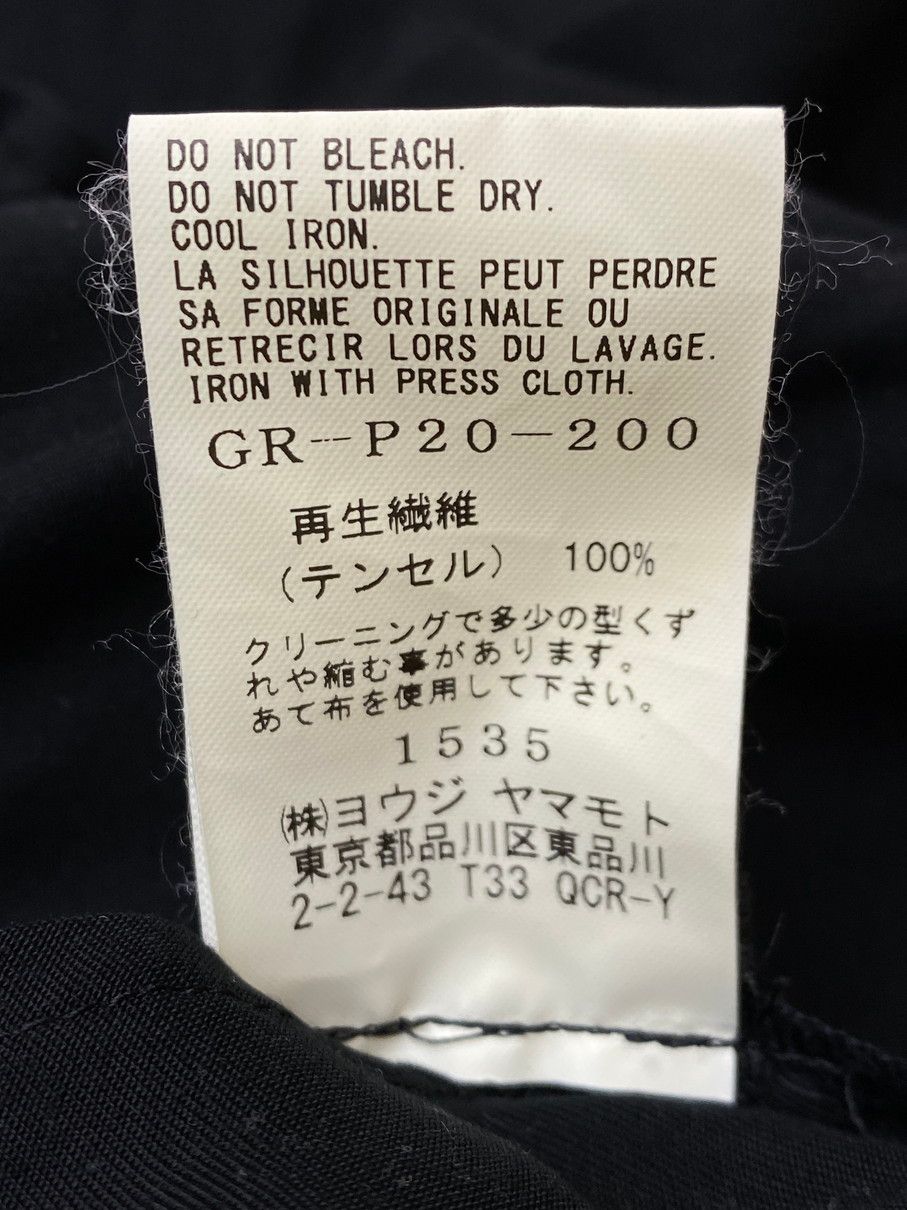 DO NOT BLEACH.
DO NOT TUMBLE DRY.
COOL IRON.
LA SILHOUETTE PEUT PERDRE
SA FORME ORIGINALE OU
RETRECIR LORS DU LAVAGE.
IRON WITH PRESS CLOTH.
GR-P20-200
再生繊維
(テンセル) 100%
クリーニングで多少の型くず
れや縮む事があります。
あて布を使用して下さい。
1535
㈱ヨウジ ヤマモト
東京都品川区東品川
2-2-43 T33 QCR-Y